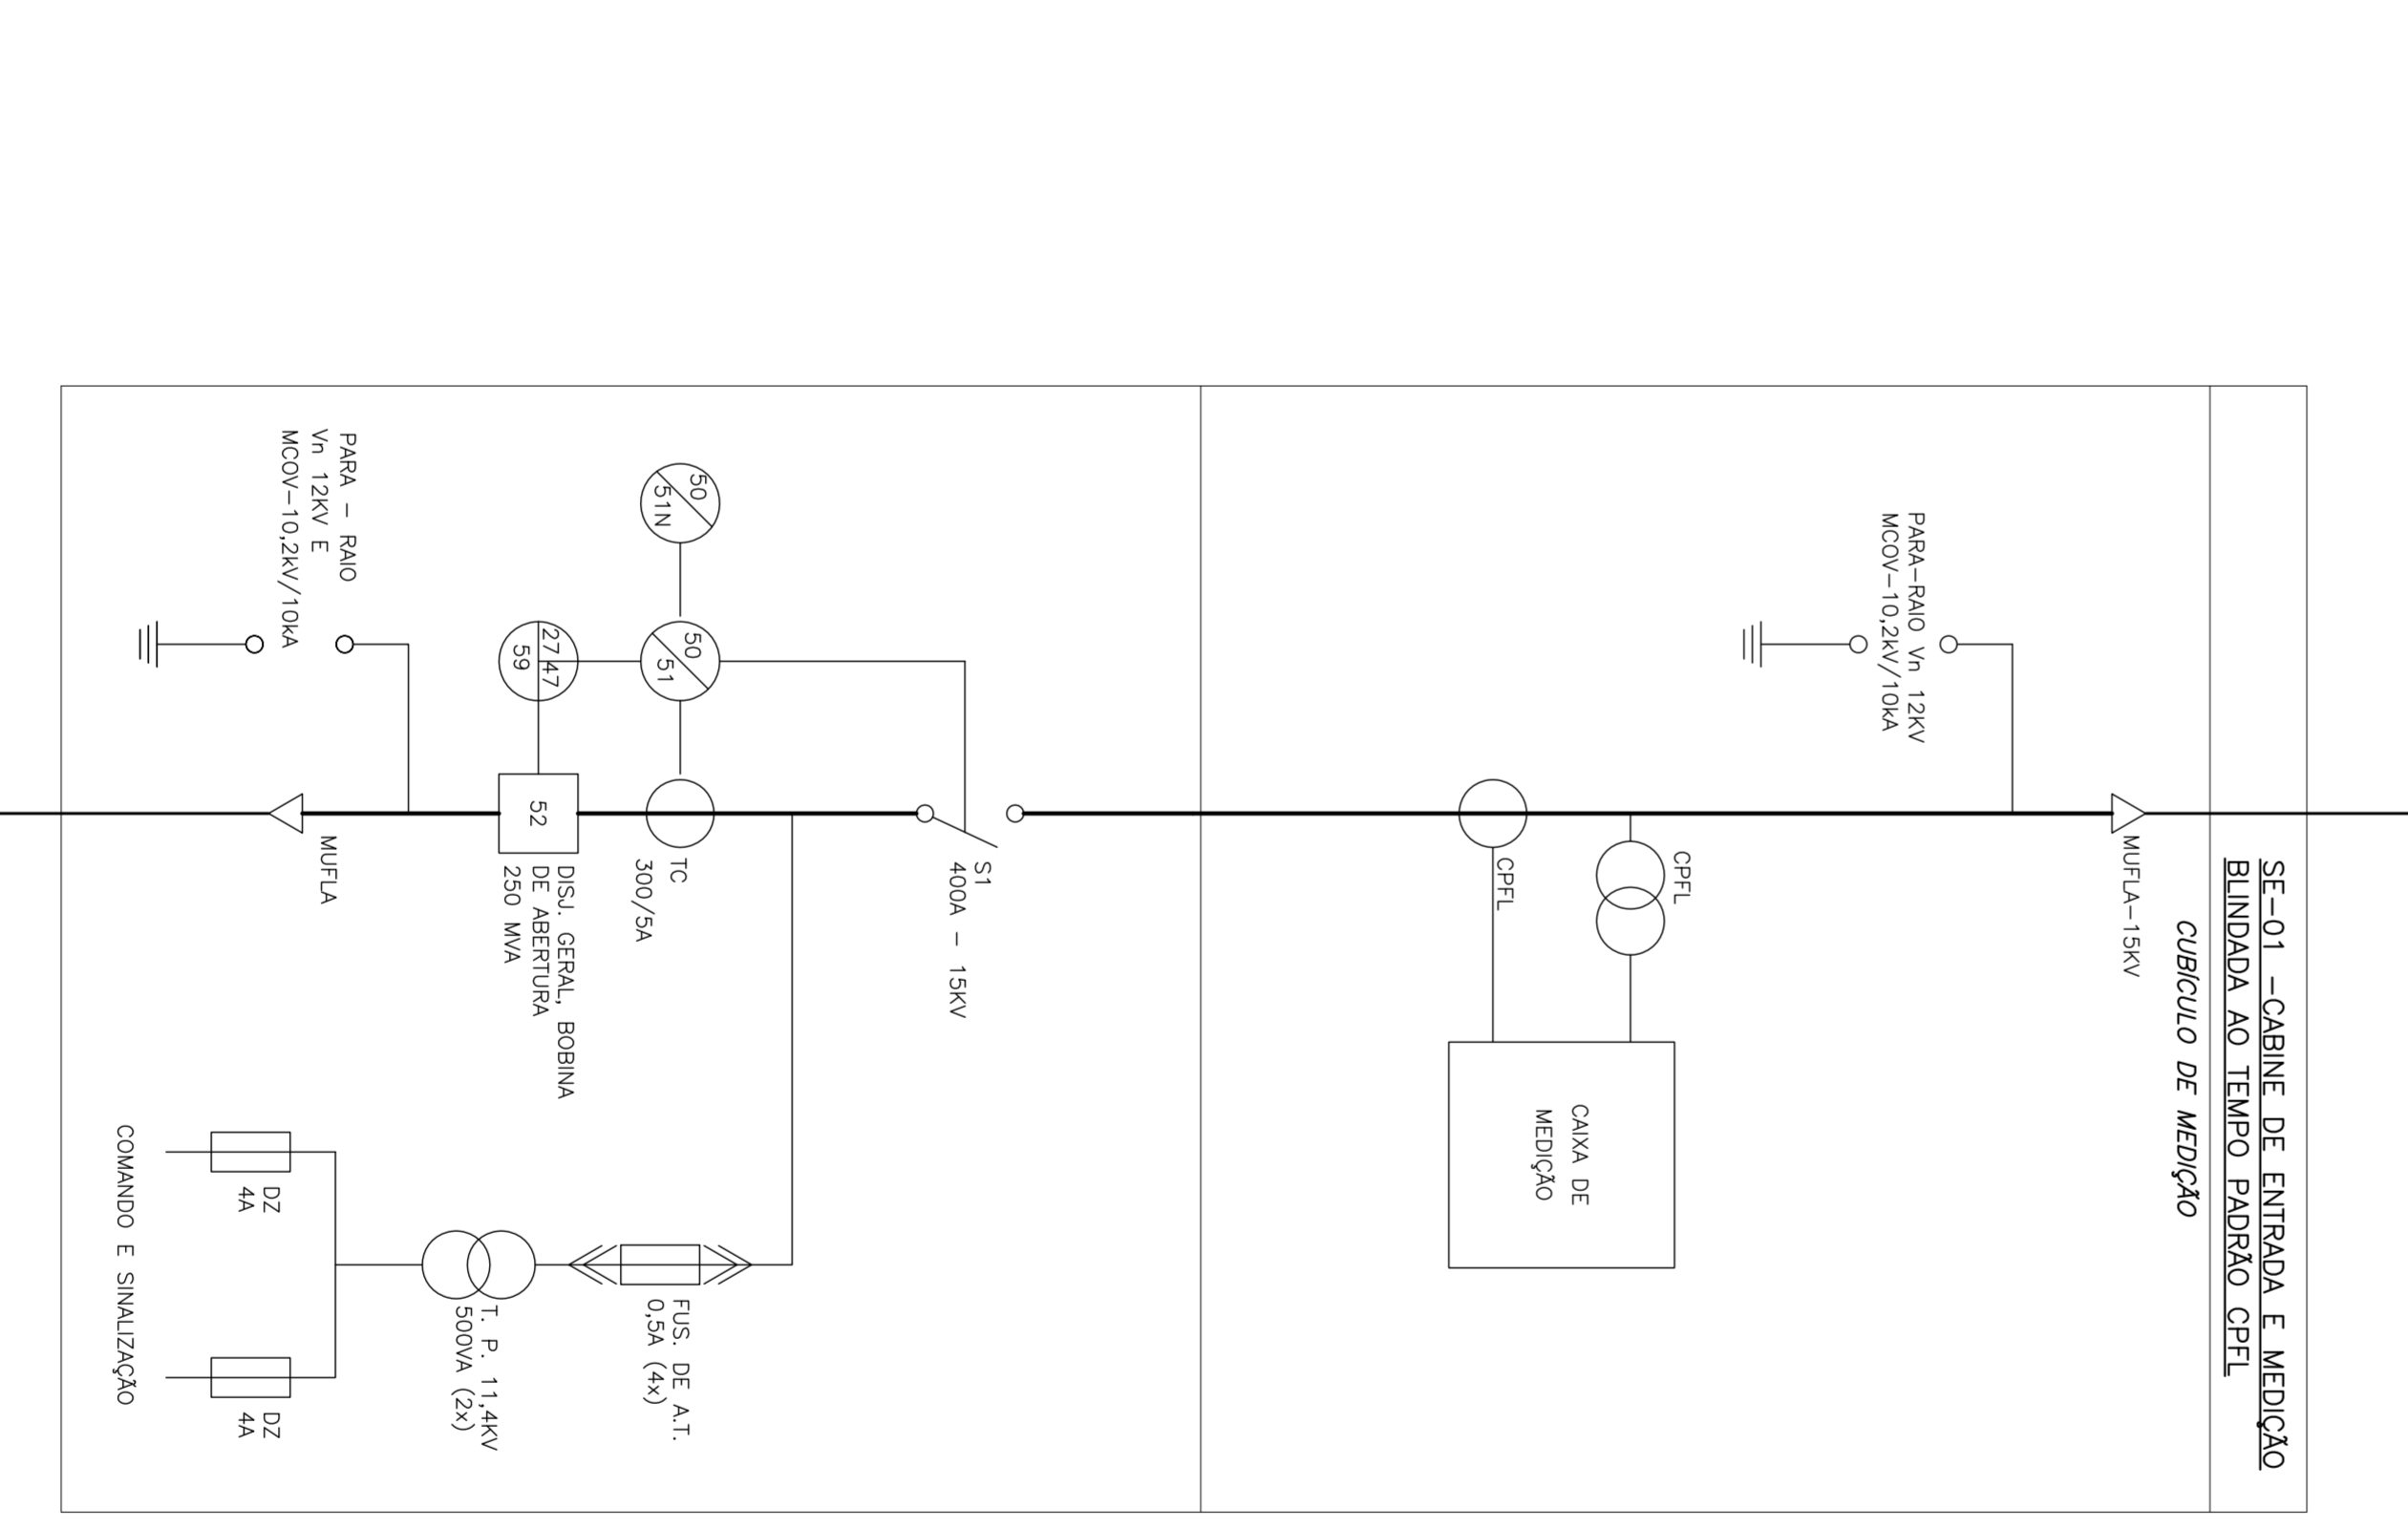 SE-01 -CABINE DE ENTRADA E MEDIÇÃO
BLINDADA AO TEMPO PADRÃO CPFL
CUBÍCULO DE MEDIÇÃO
MUFLA-15KV
PARA-RAIO Vn 12KV
MCOV-10,2kV/10kA
CPFL
CPFL
CAIXA DE
MEDIÇÃO
S1
400A - 15KV
TC
300/5A
50
51N
50
51
27 47
59
52
DISJ. GERAL, BOBINA
DE ABERTURA
250 MVA
FUS. DE A.T.
0,5A (4x)
T. P. 11,4KV
500VA (2x)
PARA - RAIO
Vn 12KV E
MCOV-10,2kV/10kA
MUFLA
DZ
4A
DZ
4A
COMANDO E SINALIZAÇÃO